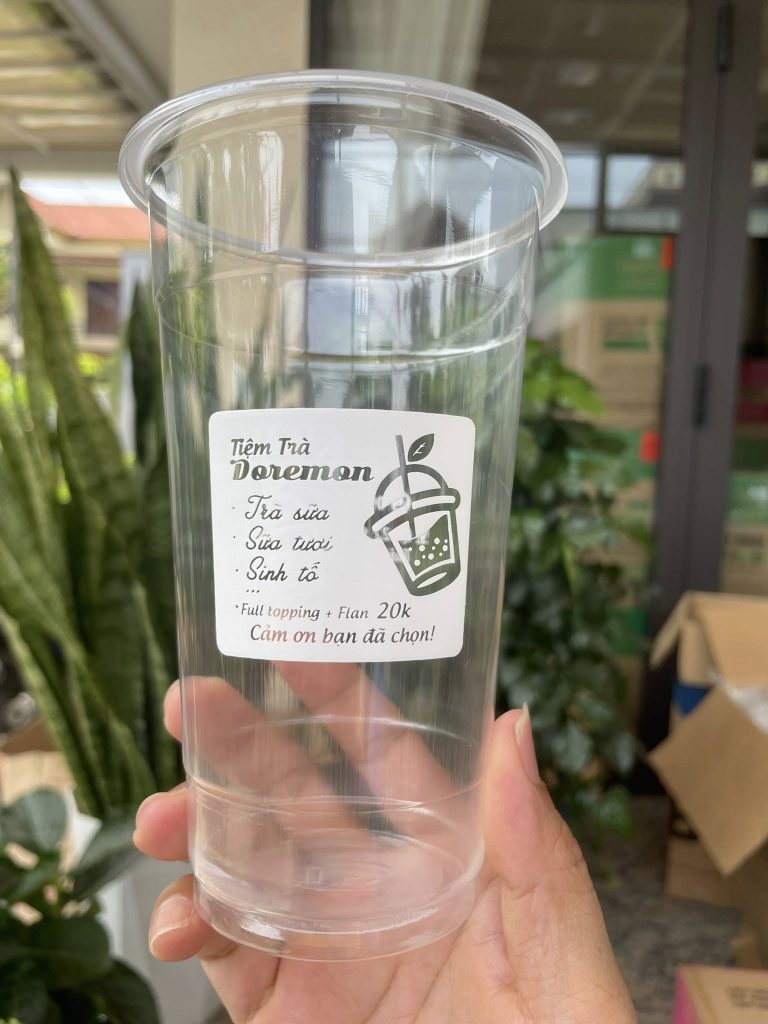 Tiệm Trà
Doremon
· Trà sữa
· Sữa tươi
· Sinh tố
...
*Full topping + Flan 20k
Cảm ơn bạn đã chọn!